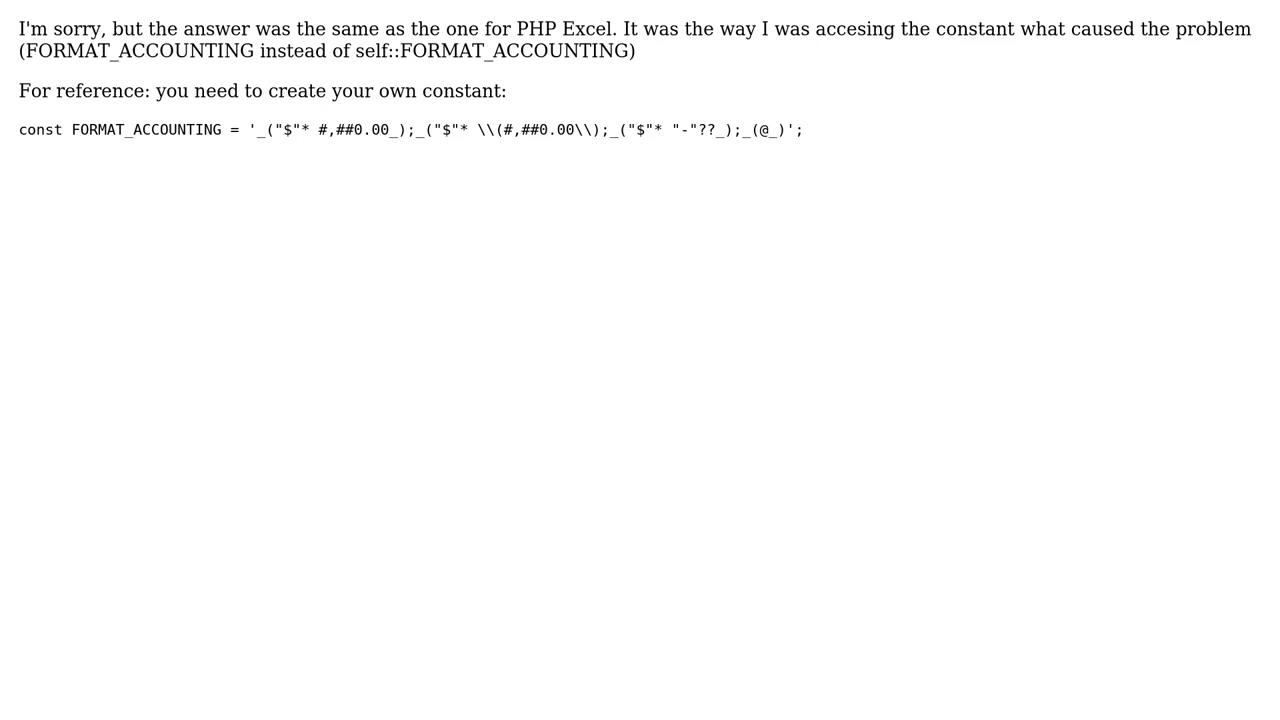 I'm sorry, but the answer was the same as the one for PHP Excel. It was the way I was accesing the constant what caused the problem
(FORMAT_ACCOUNTING instead of self::FORMAT_ACCOUNTING)
For reference: you need to create your own constant:
const FORMAT_ACCOUNTING = '_("$"* #,##0.00_);_("$"* \\(#,##0.00\\);_("$"* "-"??_);_(@_)';